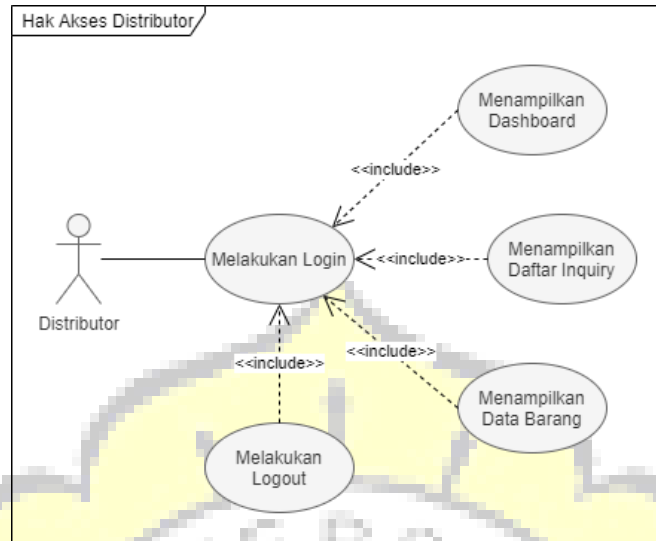 Hak Akses Distributor
Menampilkan
Dashboard
<<include>>
Melakukan Login
<<include>>
Menampilkan
Daftar Inquiry
Distributor
<<include>>
<<include>>
Menampilkan
Data Barang
Melakukan
Logout